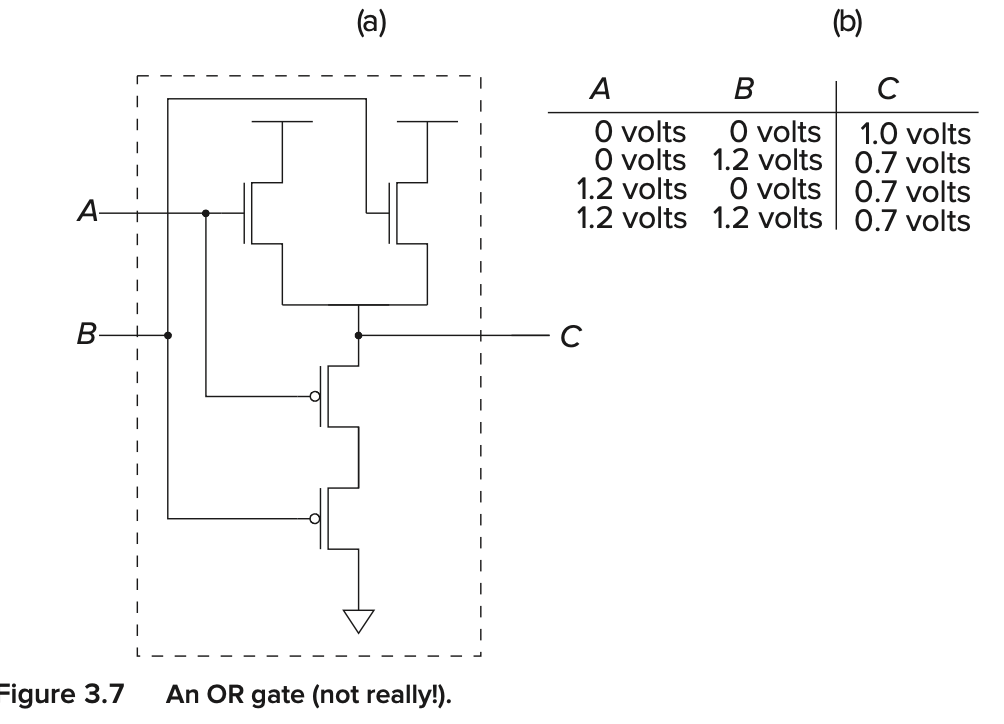 (a)
(b)
A B C
0 volts 0 volts 1.0 volts
0 volts 1.2 volts 0.7 volts
1.2 volts 0 volts 0.7 volts
1.2 volts 1.2 volts 0.7 volts
A
B
C
Figure 3.7 An OR gate (not really!).